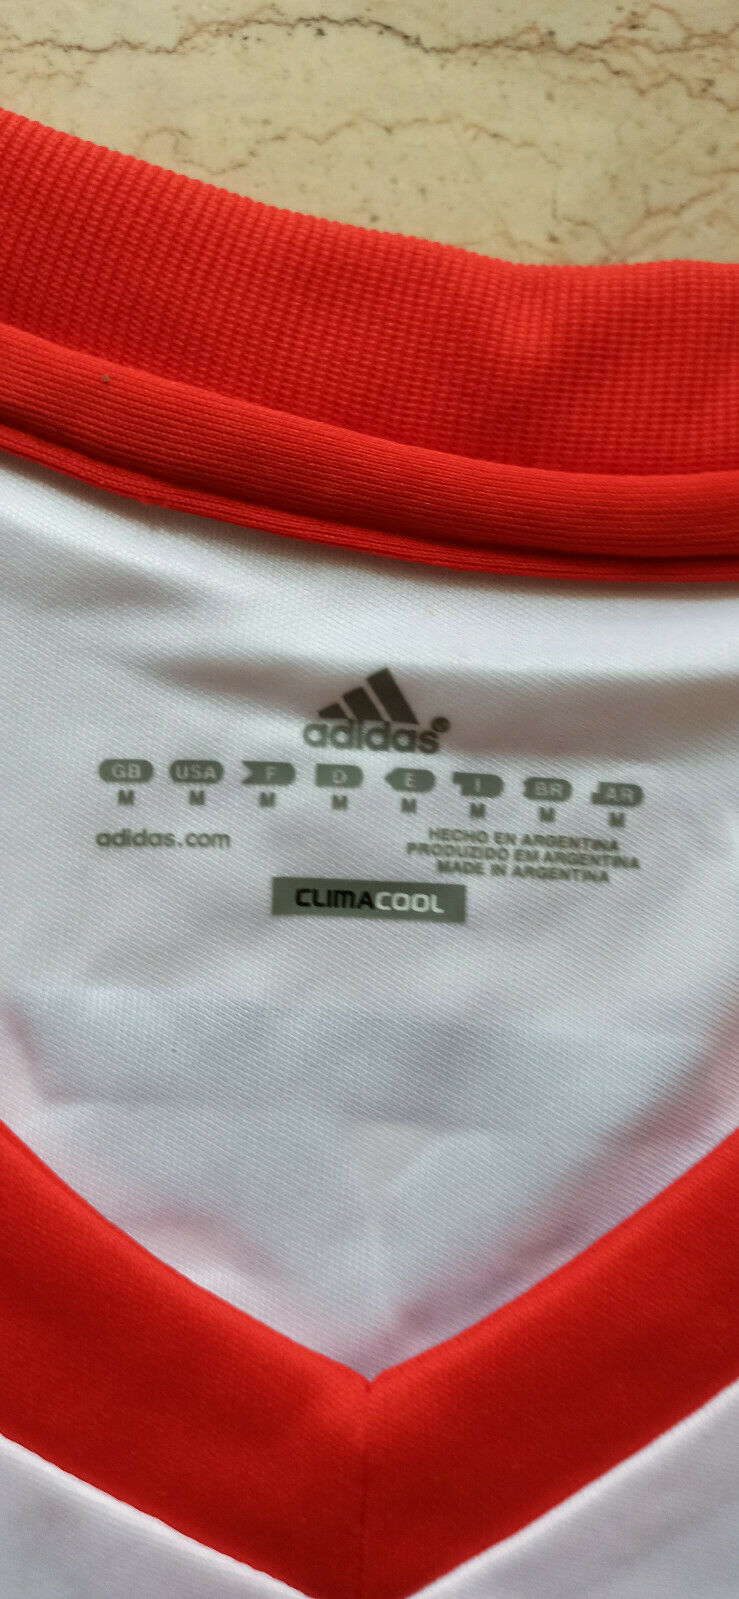 adidas
GB USA F D E I BR AR
M M M M M M M M
adidas.com
HECHO EN ARGENTINA
PRODUZIDO EM ARGENTINA
MADE IN ARGENTINA
CLIMACOOL